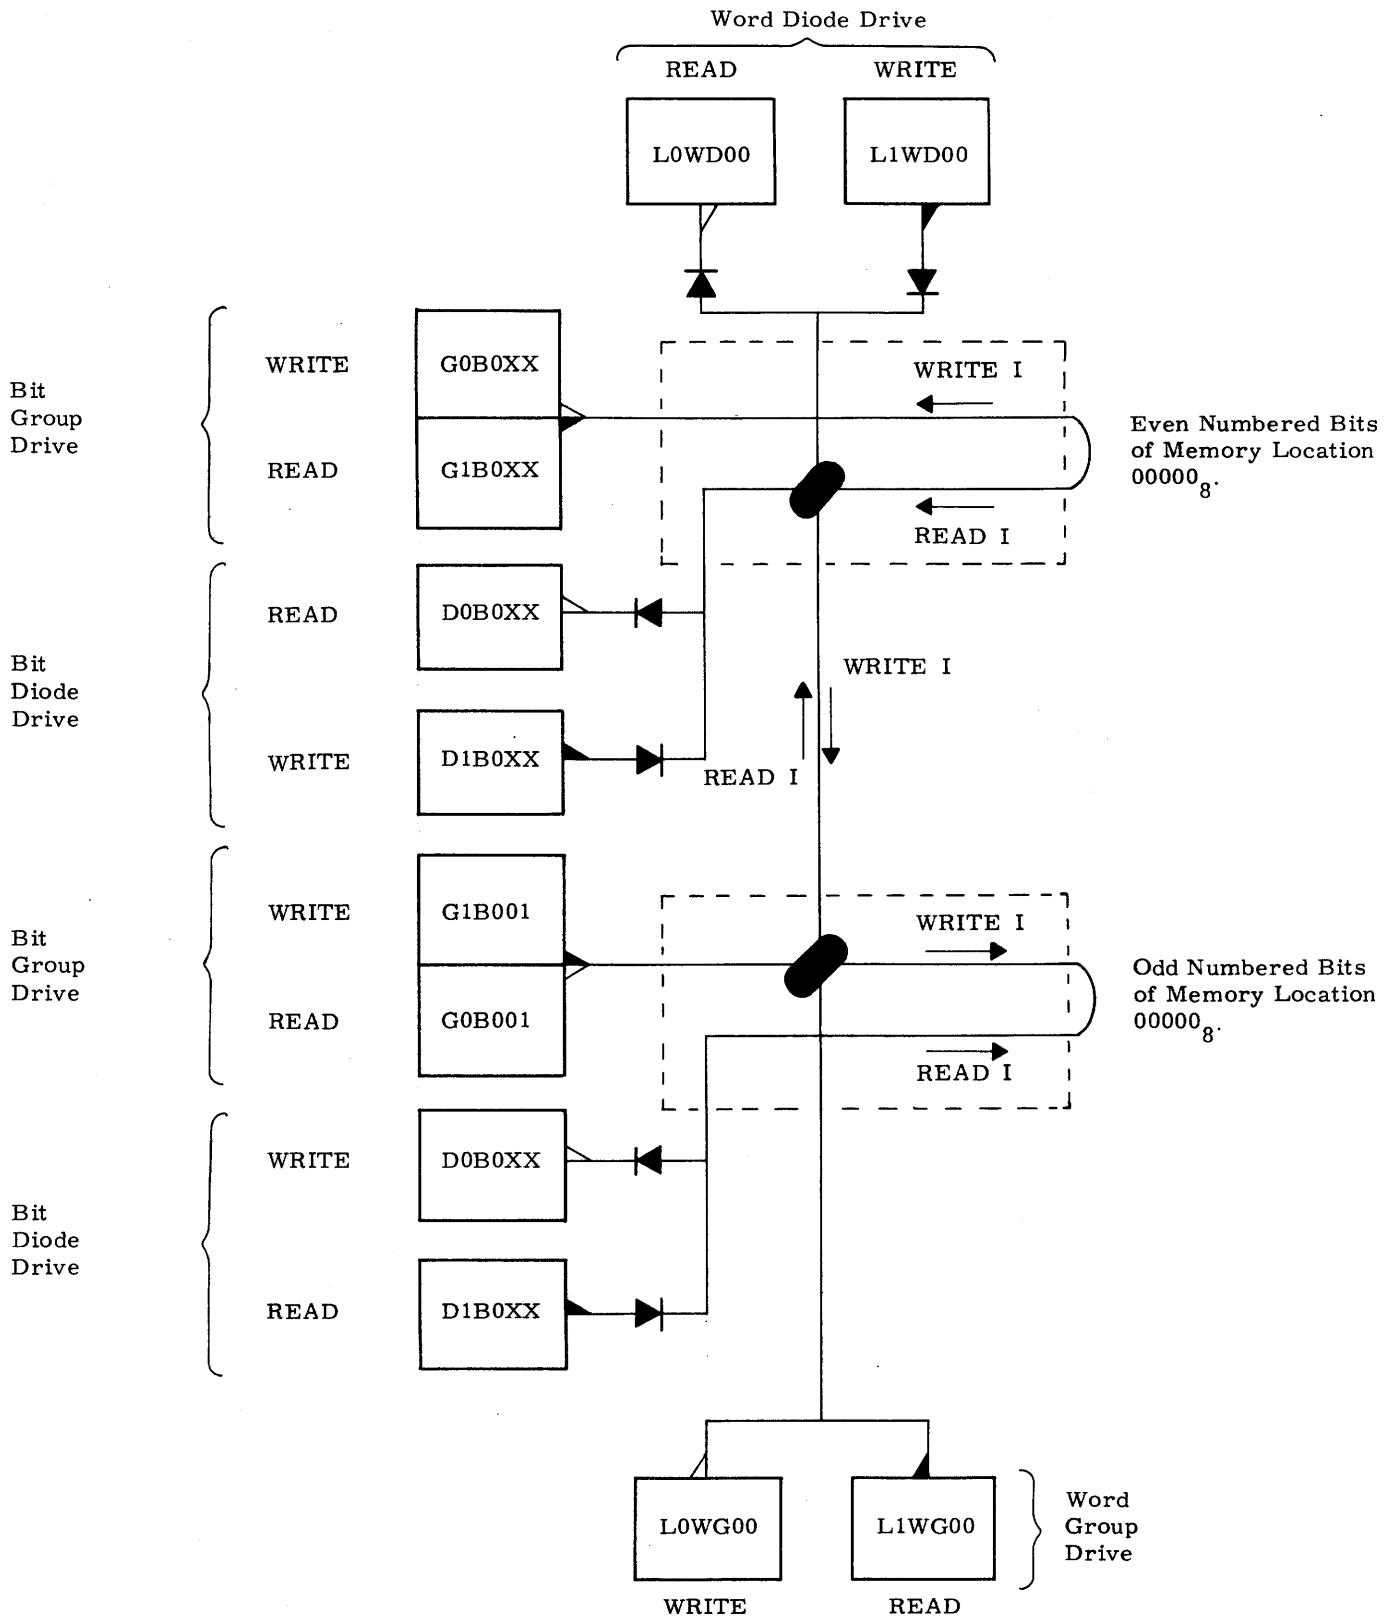 Word Diode Drive
READ WRITE
L0WD00 L1WD00
Bit
Group
Drive
WRITE
G0B0XX
READ
G1B0XX
WRITE I
READ I
Even Numbered Bits
of Memory Location
00000₈.
Bit
Diode
Drive
READ
D0B0XX
WRITE
D1B0XX
WRITE I
READ I
Bit
Group
Drive
WRITE
G1B001
READ
G0B001
WRITE I
READ I
Odd Numbered Bits
of Memory Location
00000₈.
Bit
Diode
Drive
WRITE
D0B0XX
READ
D1B0XX
L0WG00 L1WG00
WRITE READ
Word
Group
Drive